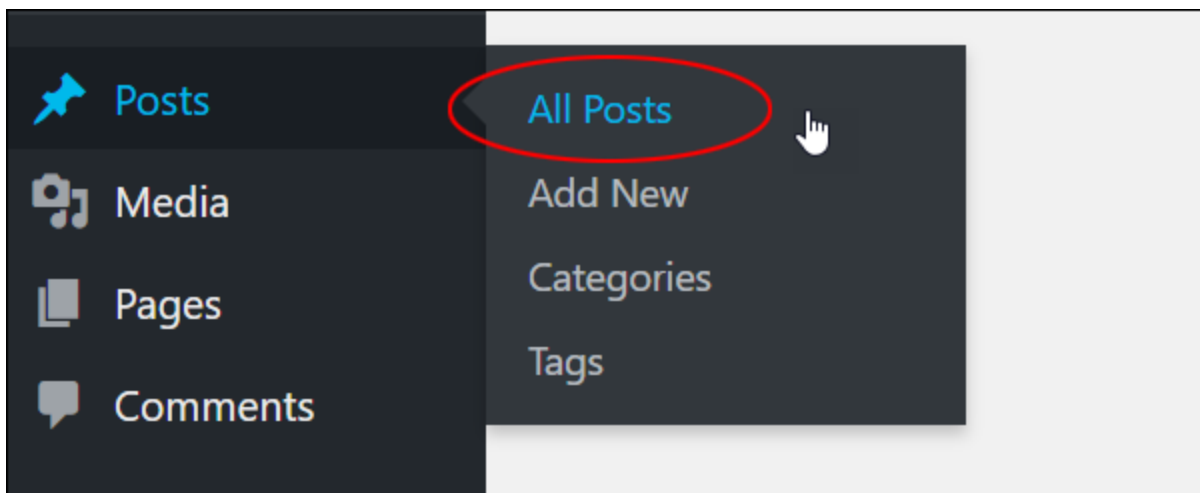 Posts
All Posts
Add New
Categories
Tags
Media
Pages
Comments